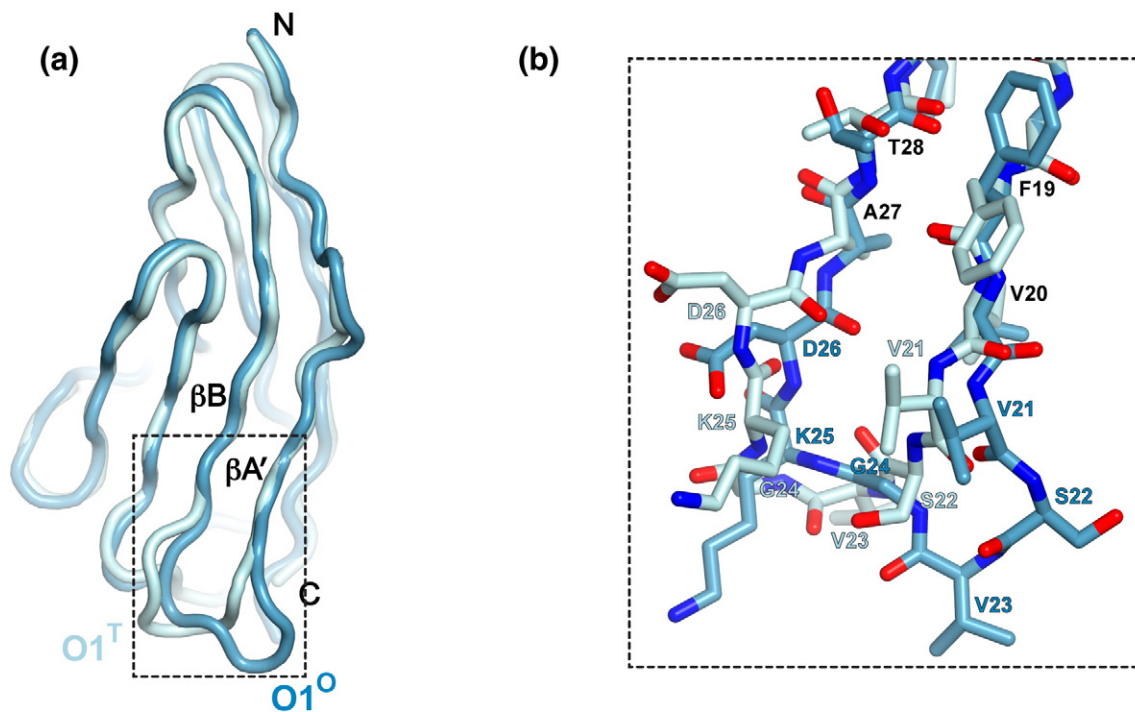 (a)
N
βB
βA′
C
O1ᵀ
O1ᴼ
(b)
T28
F19
A27
V20
D26
D26
V21
V21
K25
K25
G24
G24
S22
S22
V23
V23